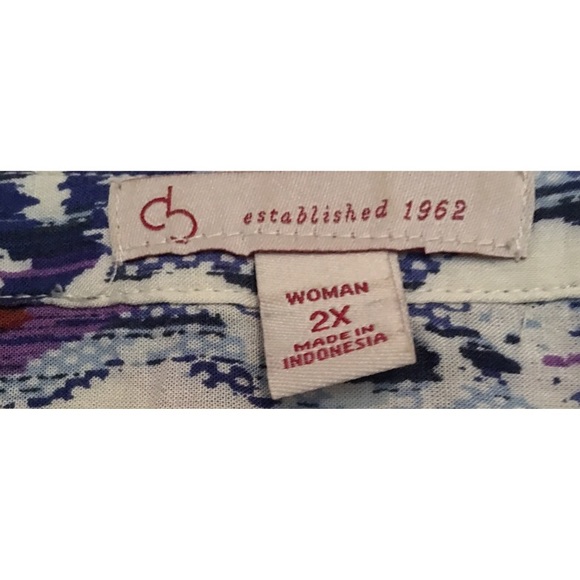 cb
established 1962
WOMAN
2X
MADE IN
INDONESIA